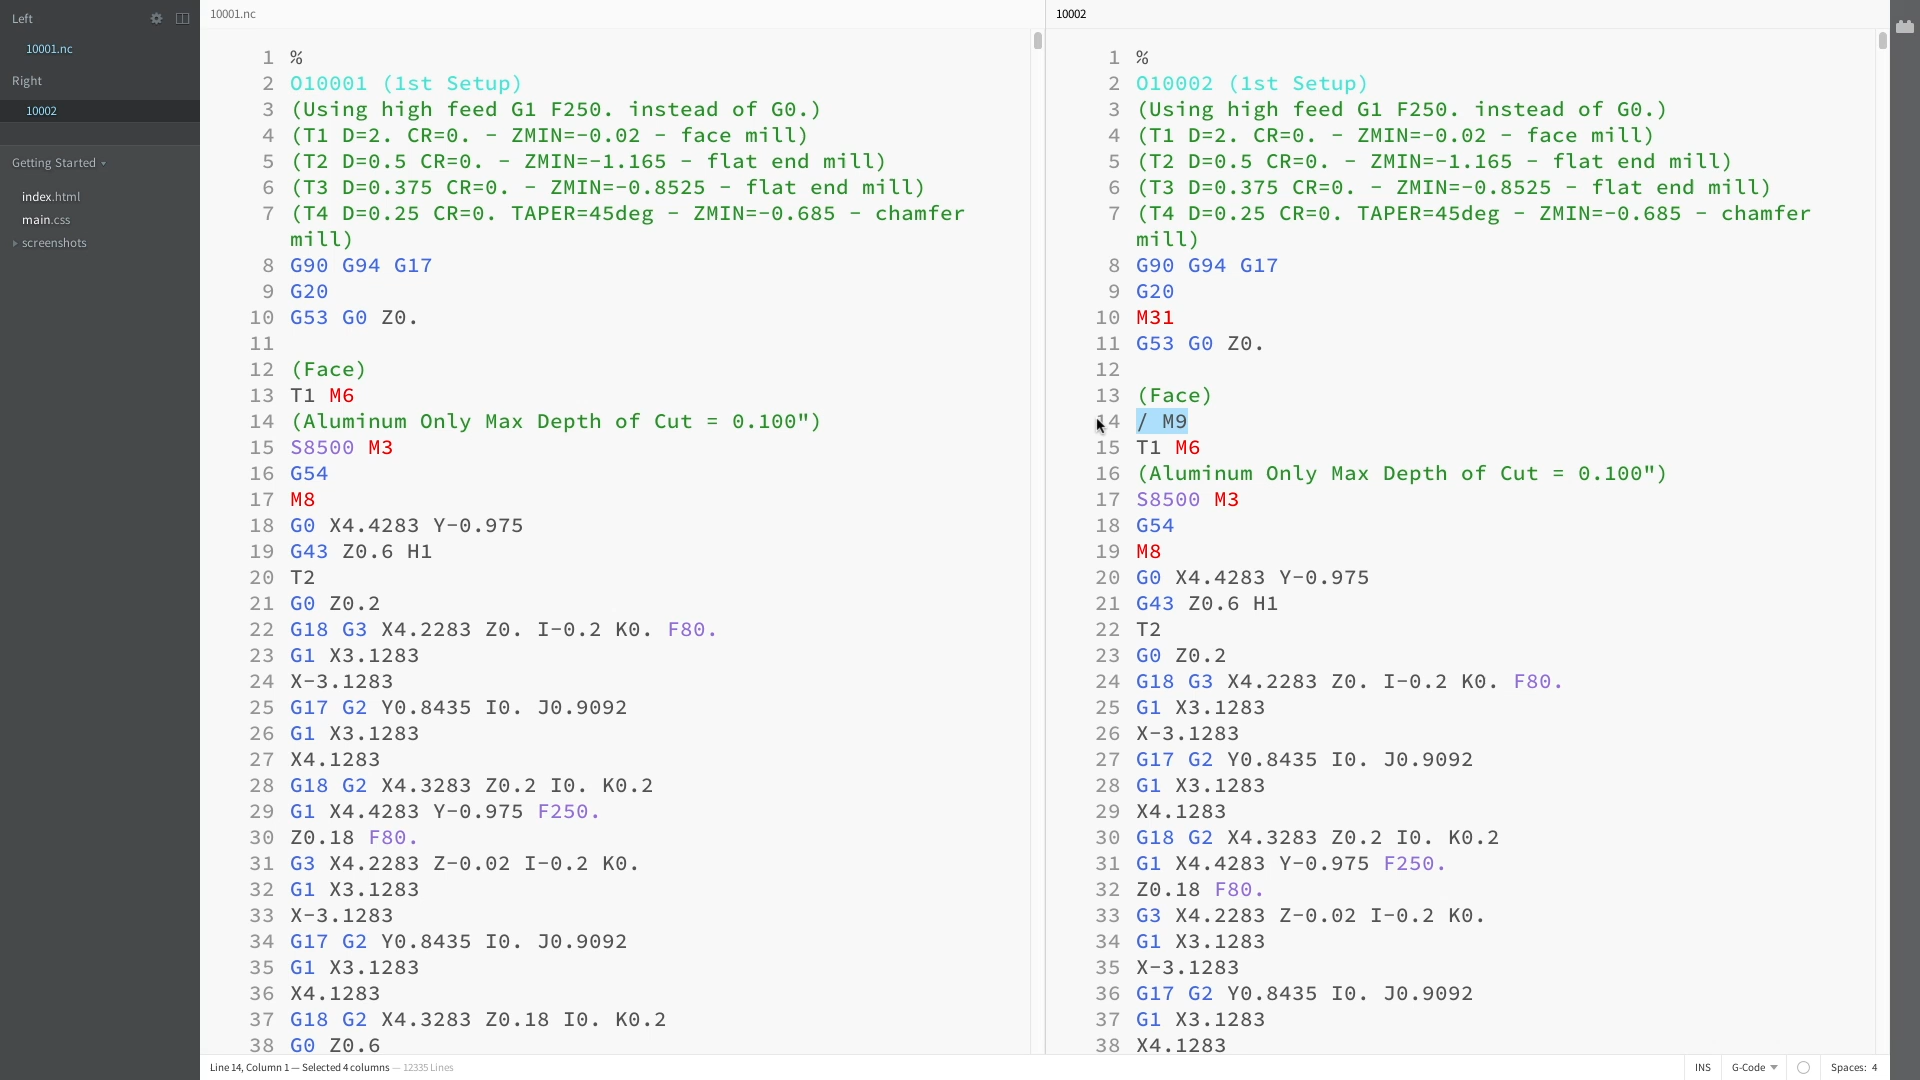 Left
10001.nc
Right
10002
Getting Started
index.html
main.css
screenshots
10001.nc
1 %
2 O10001 (1st Setup)
3 (Using high feed G1 F250. instead of G0.)
4 (T1 D=2. CR=0. - ZMIN=-0.02 - face mill)
5 (T2 D=0.5 CR=0. - ZMIN=-1.165 - flat end mill)
6 (T3 D=0.375 CR=0. - ZMIN=-0.8525 - flat end mill)
7 (T4 D=0.25 CR=0. TAPER=45deg - ZMIN=-0.685 - chamfer
mill)
8 G90 G94 G17
9 G20
10 G53 G0 Z0.
11
12 (Face)
13 T1 M6
14 (Aluminum Only Max Depth of Cut = 0.100")
15 S8500 M3
16 G54
17 M8
18 G0 X4.4283 Y-0.975
19 G43 Z0.6 H1
20 T2
21 G0 Z0.2
22 G18 G3 X4.2283 Z0. I-0.2 K0. F80.
23 G1 X3.1283
24 X-3.1283
25 G17 G2 Y0.8435 I0. J0.9092
26 G1 X3.1283
27 X4.1283
28 G18 G2 X4.3283 Z0.2 I0. K0.2
29 G1 X4.4283 Y-0.975 F250.
30 Z0.18 F80.
31 G3 X4.2283 Z-0.02 I-0.2 K0.
32 G1 X3.1283
33 X-3.1283
34 G17 G2 Y0.8435 I0. J0.9092
35 G1 X3.1283
36 X4.1283
37 G18 G2 X4.3283 Z0.18 I0. K0.2
38 G0 Z0.6
10002
1 %
2 O10002 (1st Setup)
3 (Using high feed G1 F250. instead of G0.)
4 (T1 D=2. CR=0. - ZMIN=-0.02 - face mill)
5 (T2 D=0.5 CR=0. - ZMIN=-1.165 - flat end mill)
6 (T3 D=0.375 CR=0. - ZMIN=-0.8525 - flat end mill)
7 (T4 D=0.25 CR=0. TAPER=45deg - ZMIN=-0.685 - chamfer
mill)
8 G90 G94 G17
9 G20
10 M31
11 G53 G0 Z0.
12
13 (Face)
14 / M9
15 T1 M6
16 (Aluminum Only Max Depth of Cut = 0.100")
17 S8500 M3
18 G54
19 M8
20 G0 X4.4283 Y-0.975
21 G43 Z0.6 H1
22 T2
23 G0 Z0.2
24 G18 G3 X4.2283 Z0. I-0.2 K0. F80.
25 G1 X3.1283
26 X-3.1283
27 G17 G2 Y0.8435 I0. J0.9092
28 G1 X3.1283
29 X4.1283
30 G18 G2 X4.3283 Z0.2 I0. K0.2
31 G1 X4.4283 Y-0.975 F250.
32 Z0.18 F80.
33 G3 X4.2283 Z-0.02 I-0.2 K0.
34 G1 X3.1283
35 X-3.1283
36 G17 G2 Y0.8435 I0. J0.9092
37 G1 X3.1283
38 X4.1283
Line 14, Column 1 — Selected 4 columns — 12335 Lines
INS G-Code Spaces: 4